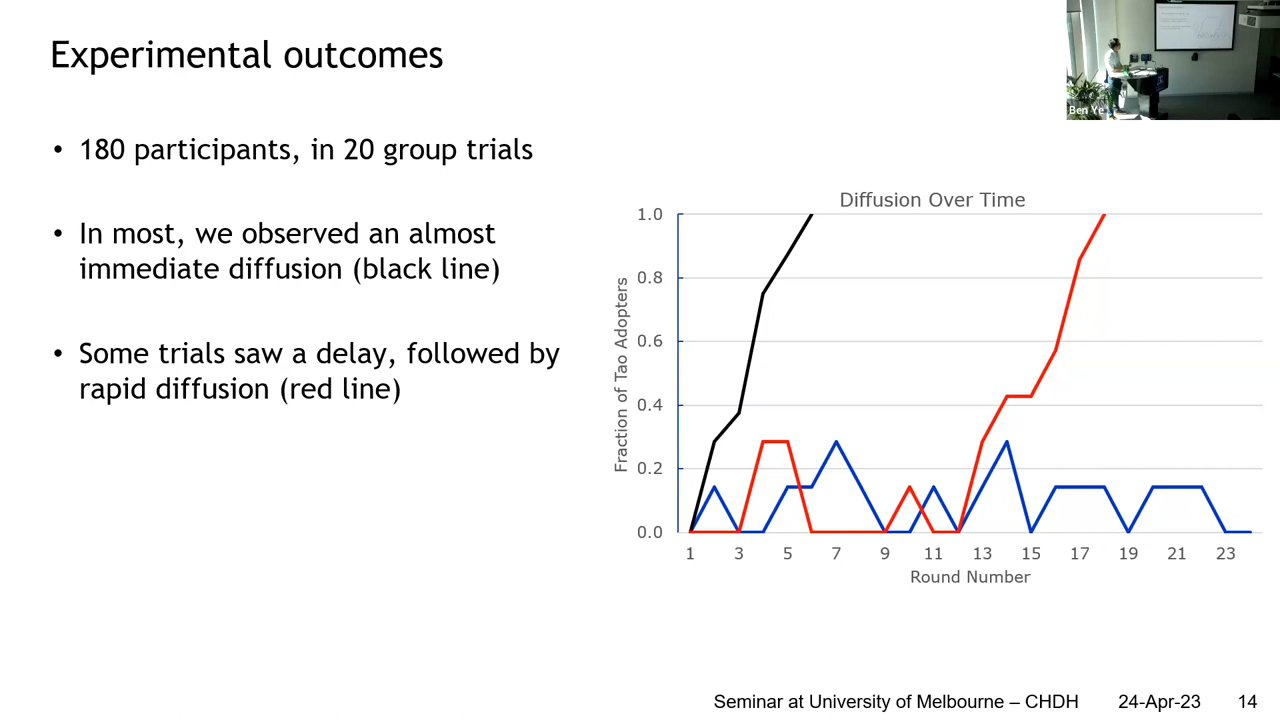 Experimental outcomes
Ben Ye
• 180 participants, in 20 group trials
• In most, we observed an almost
immediate diffusion (black line)
• Some trials saw a delay, followed by
rapid diffusion (red line)
Diffusion Over Time
Fraction of Tao Adopters
1.0
0.8
0.6
0.4
0.2
0.0
1 3 5 7 9 11 13 15 17 19 21 23
Round Number
Seminar at University of Melbourne – CHDH 24-Apr-23 14